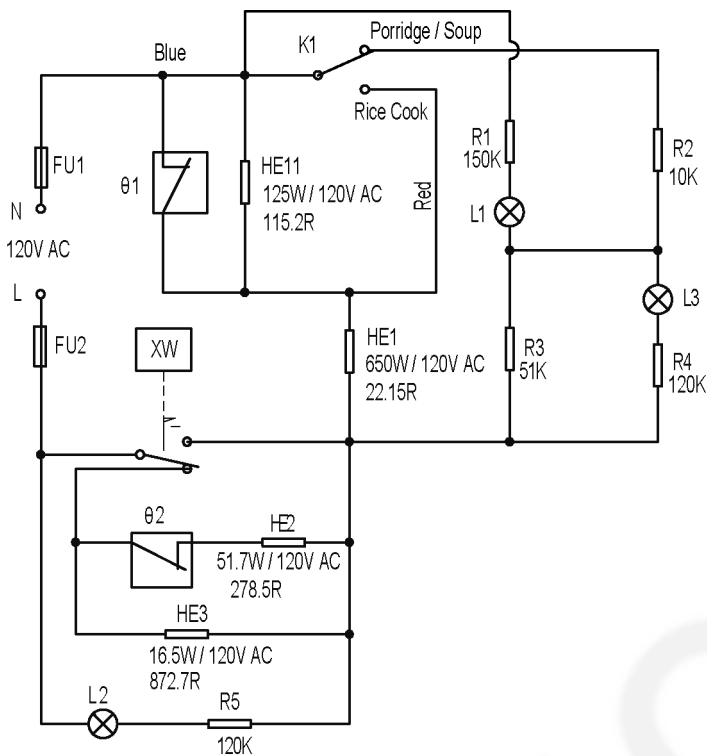 Porridge / Soup
K1
Blue
Rice Cook
R1
150K
R2
10K
FU1
θ1
HE11
125W / 120V AC
115.2R
Red
N
120V AC
L
L1
L3
FU2
XW
HE1
650W / 120V AC
22.15R
R3
51K
R4
120K
θ2
HE2
51.7W / 120V AC
278.5R
HE3
16.5W / 120V AC
872.7R
L2
R5
120K